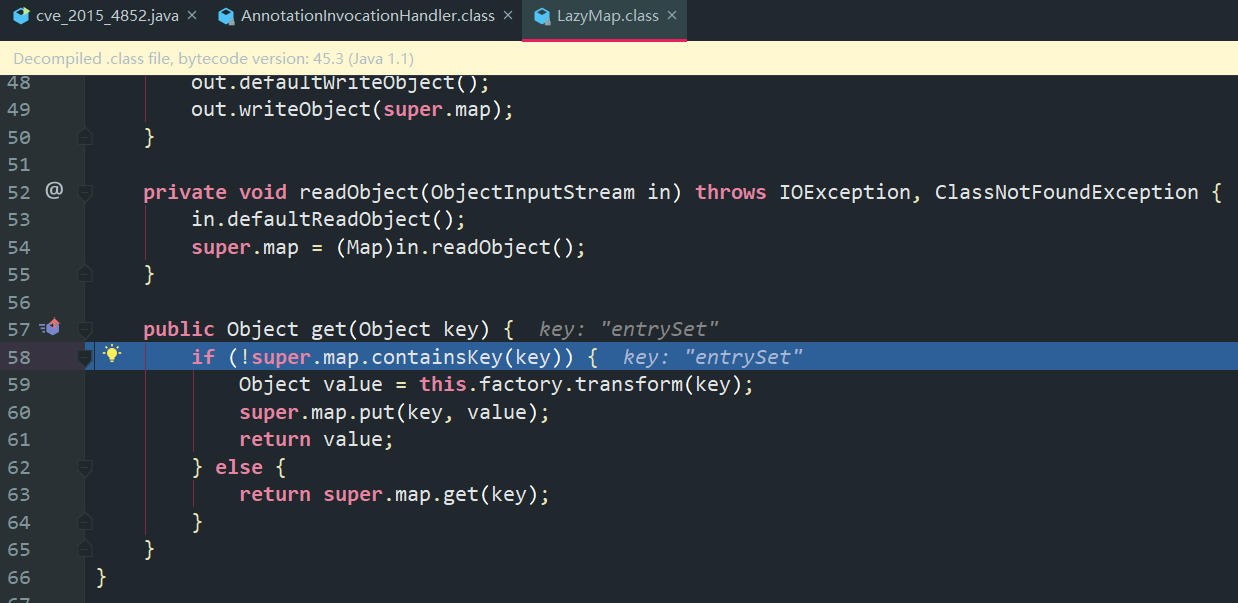 cve_2015_4852.java × AnnotationInvocationHandler.class × LazyMap.class ×
Decompiled .class file, bytecode version: 45.3 (Java 1.1)
48 out.defaultWriteObject();
49 out.writeObject(super.map);
50 }
51
52 @ private void readObject(ObjectInputStream in) throws IOException, ClassNotFoundException {
53 in.defaultReadObject();
54 super.map = (Map)in.readObject();
55 }
56
57 public Object get(Object key) { key: "entrySet"
58 if (!super.map.containsKey(key)) { key: "entrySet"
59 Object value = this.factory.transform(key);
60 super.map.put(key, value);
61 return value;
62 } else {
63 return super.map.get(key);
64 }
65 }
66 }
67